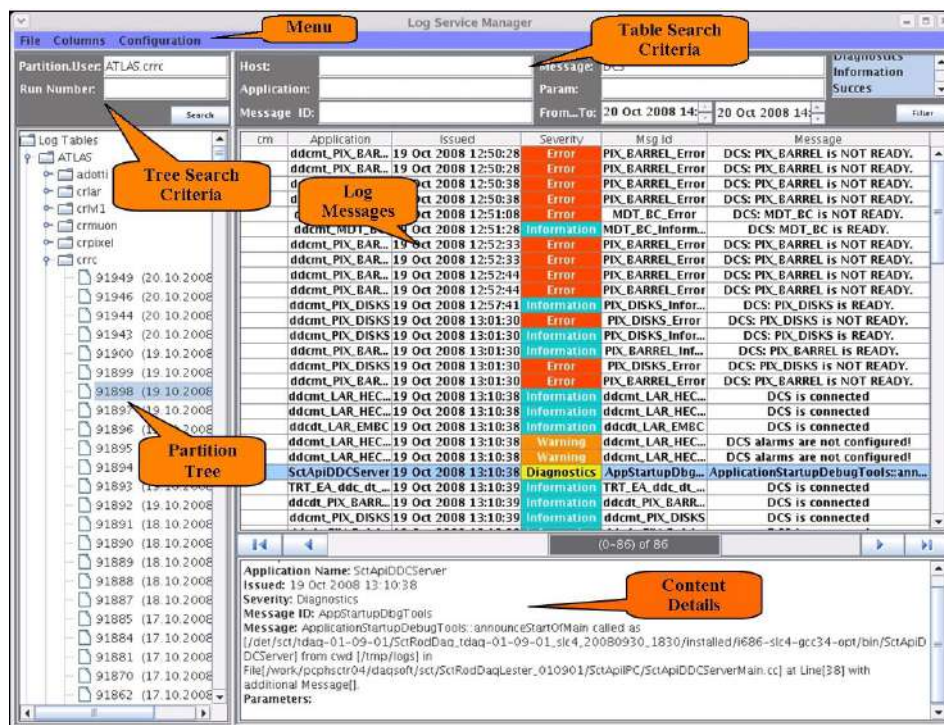 Log Service Manager
Menu
File Columns Configuration
Table Search
Criteria
Partition.User: ATLAS.crrc
Run Number:
Search
Host:
Application:
Message ID:
Message: DCS
Param:
From...To: 20 Oct 2008 14: 20 Oct 2008 14:
Diagnostics
Information
Succes
Filter
Log Tables
ATLAS
adotti
crlar
crlvl1
crmuon
crpixel
crrc
91949 (20.10.2008
91946 (20.10.2008
91944 (20.10.2008
91943 (20.10.2008
91900 (19.10.2008
91899 (19.10.2008
91898 (19.10.2008
91897 (19.10.2008
91896
91895
91894
91893 (19.10.2008
91892 (19.10.2008
91891 (18.10.2008
91890 (18.10.2008
91889 (18.10.2008
91888 (18.10.2008
91887 (18.10.2008
91885 (17.10.2008
91884 (17.10.2008
91881 (17.10.2008
91870 (17.10.2008
91862 (17.10.2008
Tree Search
Criteria
Log
Messages
Partition
Tree
cm Application Issued Severity Msg Id Message
ddcmt_PIX_BAR... 19 Oct 2008 12:50:28 Error PIX_BARREL_Error DCS: PIX_BARREL is NOT READY.
ddcmt_PIX_BAR... 19 Oct 2008 12:50:28 Error PIX_BARREL_Error DCS: PIX_BARREL is NOT READY.
ddcmt_PIX_BAR... 19 Oct 2008 12:50:38 Error PIX_BARREL_Error DCS: PIX_BARREL is NOT READY.
ddcmt_PIX_BAR... 19 Oct 2008 12:50:38 Error PIX_BARREL_Error DCS: PIX_BARREL is NOT READY.
2008 12:51:08 Error MDT_BC_Error DCS: MDT_BC is NOT READY.
ddcmt_MDT_B 2008 12:51:28 Information MDT_BC_Inform... DCS: MDT_BC is READY.
ddcmt_PIX_BAR... 19 Oct 2008 12:52:33 Error PIX_BARREL_Error DCS: PIX_BARREL is NOT READY.
ddcmt_PIX_BAR... 19 Oct 2008 12:52:33 Error PIX_BARREL_Error DCS: PIX_BARREL is NOT READY.
ddcmt_PIX_BAR... 19 Oct 2008 12:52:44 Error PIX_BARREL_Error DCS: PIX_BARREL is NOT READY.
ddcmt_PIX_BAR... 19 Oct 2008 12:52:44 Error PIX_BARREL_Error DCS: PIX_BARREL is NOT READY.
ddcmt_PIX_DISKS 19 Oct 2008 12:57:41 Information PIX_DISKS_Infor... DCS: PIX_DISKS is READY.
ddcmt_PIX_DISKS 19 Oct 2008 13:01:30 Error PIX_DISKS_Error DCS: PIX_DISKS is NOT READY.
ddcmt_PIX_DISKS 19 Oct 2008 13:01:30 Information PIX_DISKS_Infor... DCS: PIX_DISKS is READY.
ddcmt_PIX_BAR... 19 Oct 2008 13:01:30 Information PIX_BARREL_Inf... DCS: PIX_BARREL is READY.
ddcmt_PIX_DISKS 19 Oct 2008 13:01:30 Error PIX_DISKS_Error DCS: PIX_DISKS is NOT READY.
ddcmt_PIX_BAR... 19 Oct 2008 13:01:30 Error PIX_BARREL_Error DCS: PIX_BARREL is NOT READY.
ddcmt_LAR_HEC... 19 Oct 2008 13:10:38 Information ddcmt_LAR_HEC... DCS is connected
ddcmt_LAR_HEC... 19 Oct 2008 13:10:38 Information ddcmt_LAR_HEC... DCS is connected
ddcdt_LAR_EMBC 19 Oct 2008 13:10:38 Information ddcdt_LAR_EMBC DCS is connected
ddcmt_LAR_HEC... 19 Oct 2008 13:10:38 Warning ddcmt_LAR_HEC... DCS alarms are not configured!
ddcmt_LAR_HEC... 19 Oct 2008 13:10:38 Warning ddcmt_LAR_HEC... DCS alarms are not configured!
SctApiDDCServer 19 Oct 2008 13:10:38 Diagnostics AppStartupDbg... ApplicationStartupDebugTools::ann...
TRT_EA_ddc_dt_... 19 Oct 2008 13:10:39 Information TRT_EA_ddc_dt_... DCS is connected
ddcdt_PIX_BARR... 19 Oct 2008 13:10:39 Information ddcdt_PIX_BARR... DCS is connected
ddcmt_PIX_DISKS 19 Oct 2008 13:10:39 Information ddcmt_PIX_DISKS DCS is connected
(0-86) of 86
Content
Details
Application Name: SctApiDDCServer
Issued: 19 Oct 2008 13:10:38
Severity: Diagnostics
Message ID: AppStartupDbgTools
Message: ApplicationStartupDebugTools::announceStartOfMain called as
[/det/sct/tdaq-01-09-01/SctRodDaq_tdaq-01-09-01_slc4_20080930_1830/installed/i686-slc4-gcc34-opt/bin/SctApiD
DCServer] from cwd [/tmp/logs] in
File[/work/pcphsctr04/daqsoft/sct/SctRodDaqLester_010901/SctApiIPC/SctApiDDCServerMain.cc] at Line[38] with
additional Message[].
Parameters: